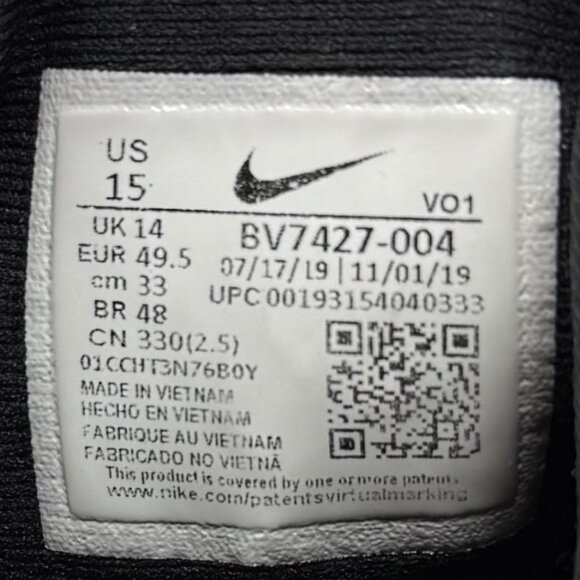 US
15
VO1
UK 14
BV7427-004
EUR 49.5
07/17/19 | 11/01/19
cm 33
UPC 00193154040333
BR 48
CN 330(2.5)
01CCHT3N76B0Y
MADE IN VIETNAM
HECHO EN VIETNAM
FABRIQUE AU VIETNAM
FABRICADO NO VIETNÃ
This product is covered by one or more patents
www.nike.com/patentsvirtualmarking